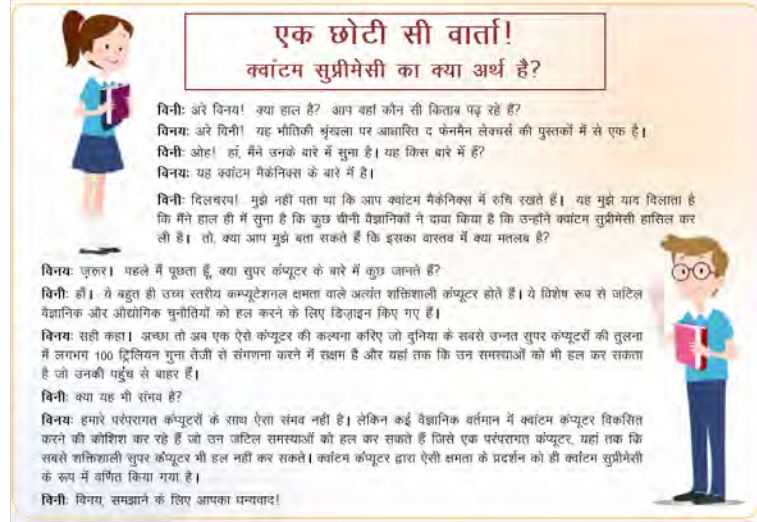 एक छोटी सी वार्ता!
क्वांटम सुप्रीमेसी का क्या अर्थ है?
विनी: अरे विनय! क्या हाल है? आप वहां कौन सी किताब पढ़ रहे हैं?
विनय: अरे विनी! यह भौतिकी श्रृंखला पर आधारित द फेनमैन लेक्चर्स की पुस्तकों में से एक है।
विनी: ओह! हां, मैंने उनके बारे में सुना है। यह किस बारे में हैं?
विनय: यह क्वांटम मैकेनिक्स के बारे में है।
विनी: दिलचस्प! मुझे नहीं पता था कि आप क्वांटम मैकेनिक्स में रुचि रखते हैं। यह मुझे याद दिलाता है
कि मैंने हाल ही में सुना है कि कुछ चीनी वैज्ञानिकों ने दावा किया है कि उन्होंने क्वांटम सुप्रीमेसी हासिल कर
ली है। तो, क्या आप मुझे बता सकते हैं कि इसका वास्तव में क्या मतलब है?
विनय: ज़रूर। पहले मैं पूछता हूँ, क्या सुपर कंप्यूटर के बारे में कुछ जानते हैं?
विनी: हाँ। ये बहुत ही उच्च स्तरीय कम्प्यूटेशनल क्षमता वाले अत्यंत शक्तिशाली कंप्यूटर होते हैं। ये विशेष रूप से जटिल
वैज्ञानिक और औद्योगिक चुनौतियों को हल करने के लिए डिज़ाइन किए गए हैं।
विनय: सही कहा। अच्छा तो अब एक ऐसे कंप्यूटर की कल्पना करिए जो दुनिया के सबसे उन्नत सुपर कंप्यूटरों की तुलना
में लगभग 100 ट्रिलियन गुना तेजी से संगणना करने में सक्षम है और यहां तक कि उन समस्याओं को भी हल कर सकता
है जो उनकी पहुंच से बाहर हैं।
विनी: क्या यह भी संभव है?
विनय: हमारे परंपरागत कंप्यूटरों के साथ ऐसा संभव नही है। लेकिन कई वैज्ञानिक वर्तमान में क्वांटम कंप्यूटर विकसित
करने की कोशिश कर रहे हैं जो उन जटिल समस्याओं को हल कर सकते हैं जिसे एक परंपरागत कंप्यूटर, यहां तक कि
सबसे शक्तिशाली सुपर कंप्यूटर भी हल नहीं कर सकते। क्वांटम कंप्यूटर द्वारा ऐसी क्षमता के प्रदर्शन को ही क्वांटम सुप्रीमेसी
के रूप में वर्णित किया गया है।
विनी: विनय, समझाने के लिए आपका धन्यवाद!